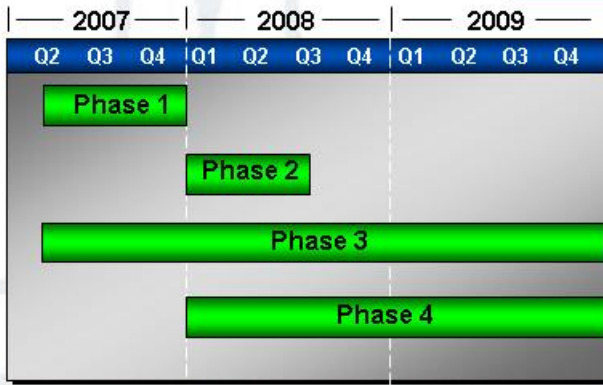 2007 2008 2009
Q2 Q3 Q4 Q1 Q2 Q3 Q4 Q1 Q2 Q3 Q4
Phase 1
Phase 2
Phase 3
Phase 4